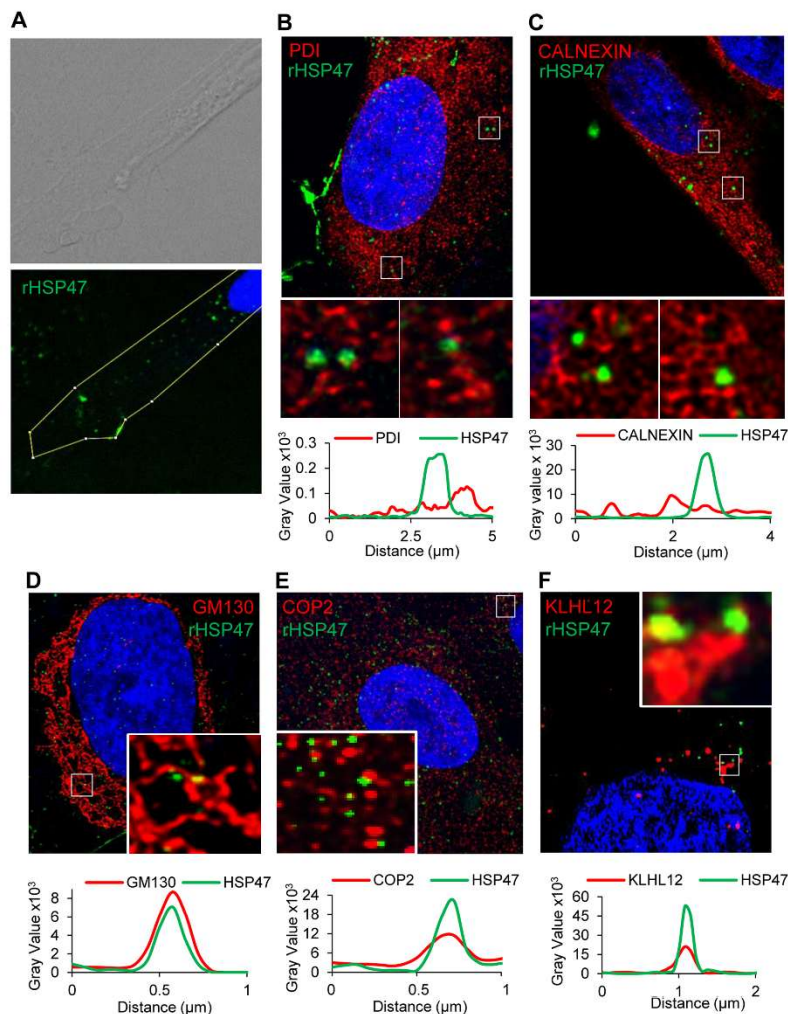 A
rHSP47
B
PDI
rHSP47
Gray Value x10³
PDI
HSP47
0.3
0.2
0.1
0
0
2.5
5
Distance (µm)
C
CALNEXIN
rHSP47
Gray value x 10³
CALNEXIN
HSP47
30
20
10
0
0
2
4
Distance (µm)
D
GM130
rHSP47
Gray Value x10³
GM130
HSP47
8
6
4
2
0
0
0.5
1
Distance (µm)
E
COP2
rHSP47
Gray Value x10³
COP2
HSP47
24
18
12
6
0
0
0.5
1
Distance (µm)
F
KLHL12
rHSP47
Gray Value x10³
KLHL12
HSP47
60
45
30
15
0
0
1
2
Distance (µm)